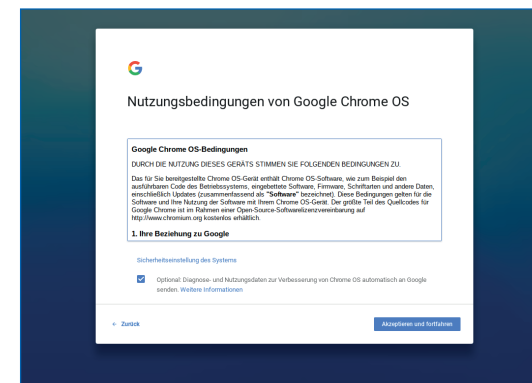 Nutzungsbedingungen von Google Chrome OS
Google Chrome OS-Bedingungen
DURCH DIE NUTZUNG DIESES GERÄTS STIMMEN SIE FOLGENDEN BEDINGUNGEN ZU.
Das für Sie bereitgestellte Chrome OS-Gerät enthält Chrome OS-Software, wie zum Beispiel den
ausführbaren Code des Betriebssystems, eingebettete Software, Firmware, Schriftarten und andere Daten,
einschließlich Updates (zusammenfassend als "Software" bezeichnet). Diese Bedingungen gelten für die
Software und Ihre Nutzung der Software mit Ihrem Chrome OS-Gerät. Der größte Teil des Quellcodes für
Google Chrome ist im Rahmen einer Open-Source-Softwarelizenzvereinbarung auf
http://www.chromium.org kostenlos erhältlich.
1. Ihre Beziehung zu Google
Sicherheitseinstellung des Systems
Optional: Diagnose- und Nutzungsdaten zur Verbesserung von Chrome OS automatisch an Google
senden. Weitere Informationen
← Zurück
Akzeptieren und fortfahren